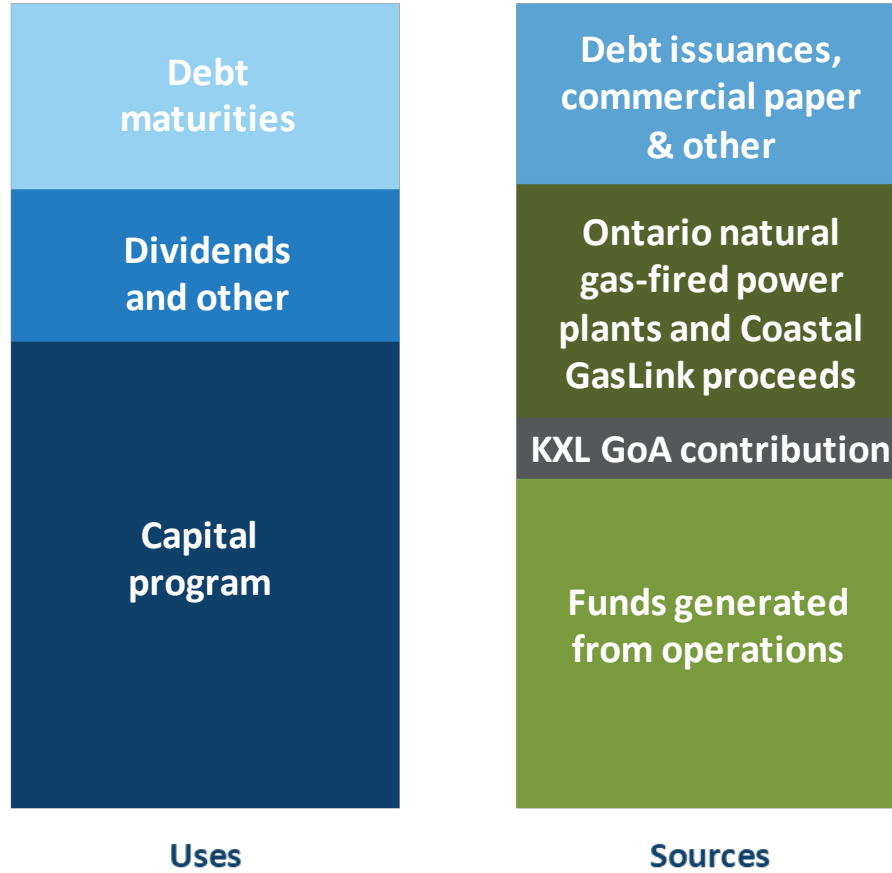 Debt
maturities
Dividends
and other
Capital
program
Uses
Debt issuances,
commercial paper
& other
Ontario natural
gas-fired power
plants and Coastal
GasLink proceeds
KXL GoA contribution
Funds generated
from operations
Sources